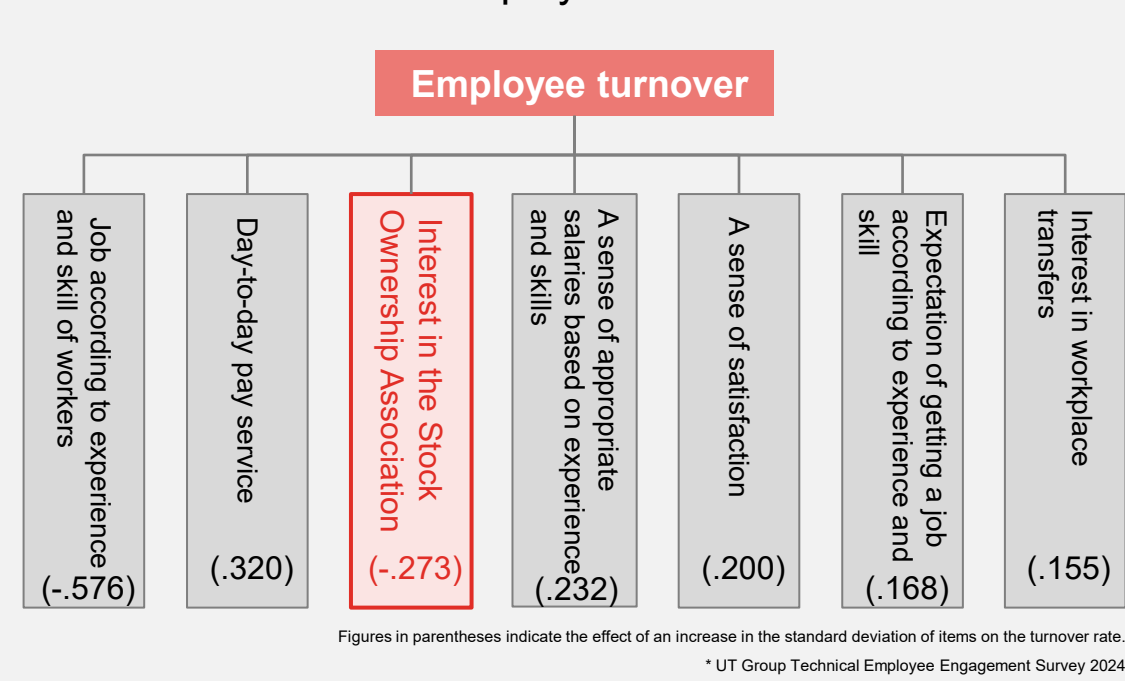 Employee turnover
Job according to experience
and skill of workers
(-.576)
Day-to-day pay service
(.320)
Interest in the Stock
Ownership Association
(-.273)
A sense of appropriate
salaries based on experience
and skills
(.232)
A sense of satisfaction
(.200)
Expectation of getting a job
according to experience and
skill
(.168)
Interest in workplace
transfers
(.155)
Figures in parentheses indicate the effect of an increase in the standard deviation of items on the turnover rate.
* UT Group Technical Employee Engagement Survey 2024